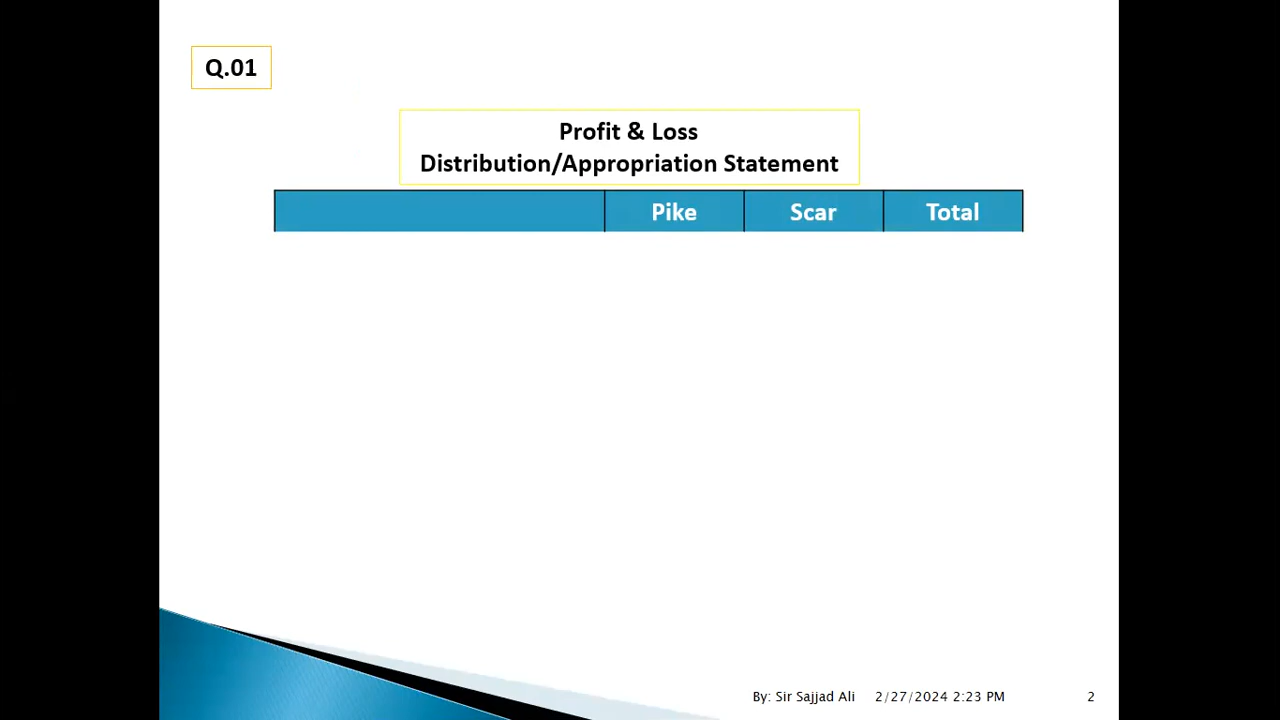 Q.01
Profit & Loss
Distribution/Appropriation Statement
Pike Scar Total
By: Sir Sajjad Ali 2/27/2024 2:23 PM 2